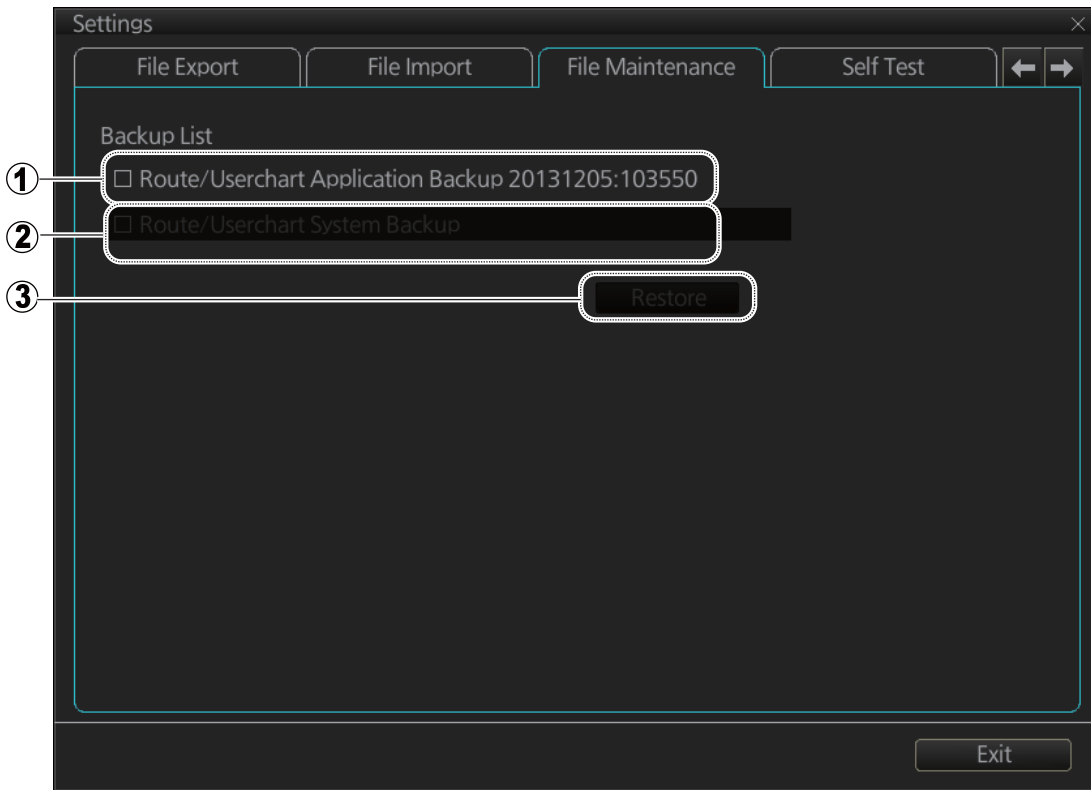 Settings
File Export File Import File Maintenance Self Test
Backup List
1 Route/Userchart Application Backup 20131205:103550
2 Route/Userchart System Backup
3 Restore
Exit